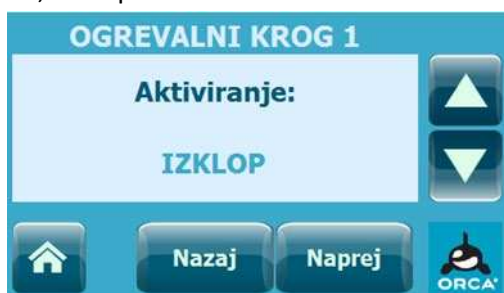 OGREVALNI KROG 1
Aktiviranje:
IZKLOP
Nazaj
Naprej
ORCA